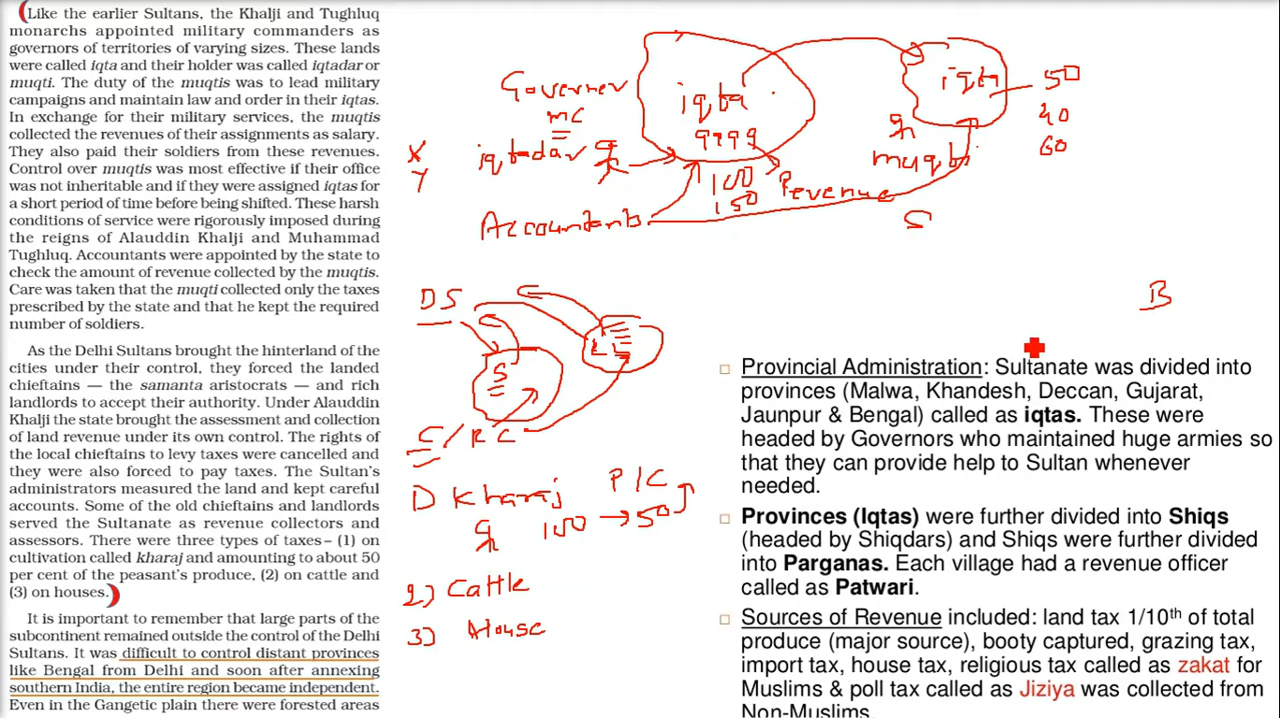 (Like the earlier Sultans, the Khalji and Tughluq
monarchs appointed military commanders as
governors of territories of varying sizes. These lands
were called iqta and their holder was called iqtadar or
muqti. The duty of the muqtis was to lead military
campaigns and maintain law and order in their iqtas.
In exchange for their military services, the muqtis
collected the revenues of their assignments as salary.
They also paid their soldiers from these revenues.
Control over muqtis was most effective if their office
was not inheritable and if they were assigned iqtas for
a short period of time before being shifted. These harsh
conditions of service were rigorously imposed during
the reigns of Alauddin Khalji and Muhammad
Tughluq. Accountants were appointed by the state to
check the amount of revenue collected by the muqtis.
Care was taken that the muqti collected only the taxes
prescribed by the state and that he kept the required
number of soldiers.
As the Delhi Sultans brought the hinterland of the
cities under their control, they forced the landed
chieftains — the samanta aristocrats — and rich
landlords to accept their authority. Under Alauddin
Khalji the state brought the assessment and collection
of land revenue under its own control. The rights of
the local chieftains to levy taxes were cancelled and
they were also forced to pay taxes. The Sultan's
administrators measured the land and kept careful
accounts. Some of the old chieftains and landlords
served the Sultanate as revenue collectors and
assessors. There were three types of taxes – (1) on
cultivation called kharaj and amounting to about 50
per cent of the peasant's produce, (2) on cattle and
(3) on houses.)
It is important to remember that large parts of the
subcontinent remained outside the control of the Delhi
Sultans. It was difficult to control distant provinces
like Bengal from Delhi and soon after annexing
southern India, the entire region became independent.
Even in the Gangetic plain there were forested areas
Governor
mc
iqtadar
X
Y
iqta
9999
100
150
Revenue
Accountants
iqta
50
40
60
muqti
S
B
DS
LL
S
C/RC
D Kharaj
P/C
100 → 50
2) Cattle
3) House
Provincial Administration: Sultanate was divided into
provinces (Malwa, Khandesh, Deccan, Gujarat,
Jaunpur & Bengal) called as iqtas. These were
headed by Governors who maintained huge armies so
that they can provide help to Sultan whenever
needed.
Provinces (Iqtas) were further divided into Shiqs
(headed by Shiqdars) and Shiqs were further divided
into Parganas. Each village had a revenue officer
called as Patwari.
Sources of Revenue included: land tax 1/10th of total
produce (major source), booty captured, grazing tax,
import tax, house tax, religious tax called as zakat for
Muslims & poll tax called as Jiziya was collected from
Non-Muslims.